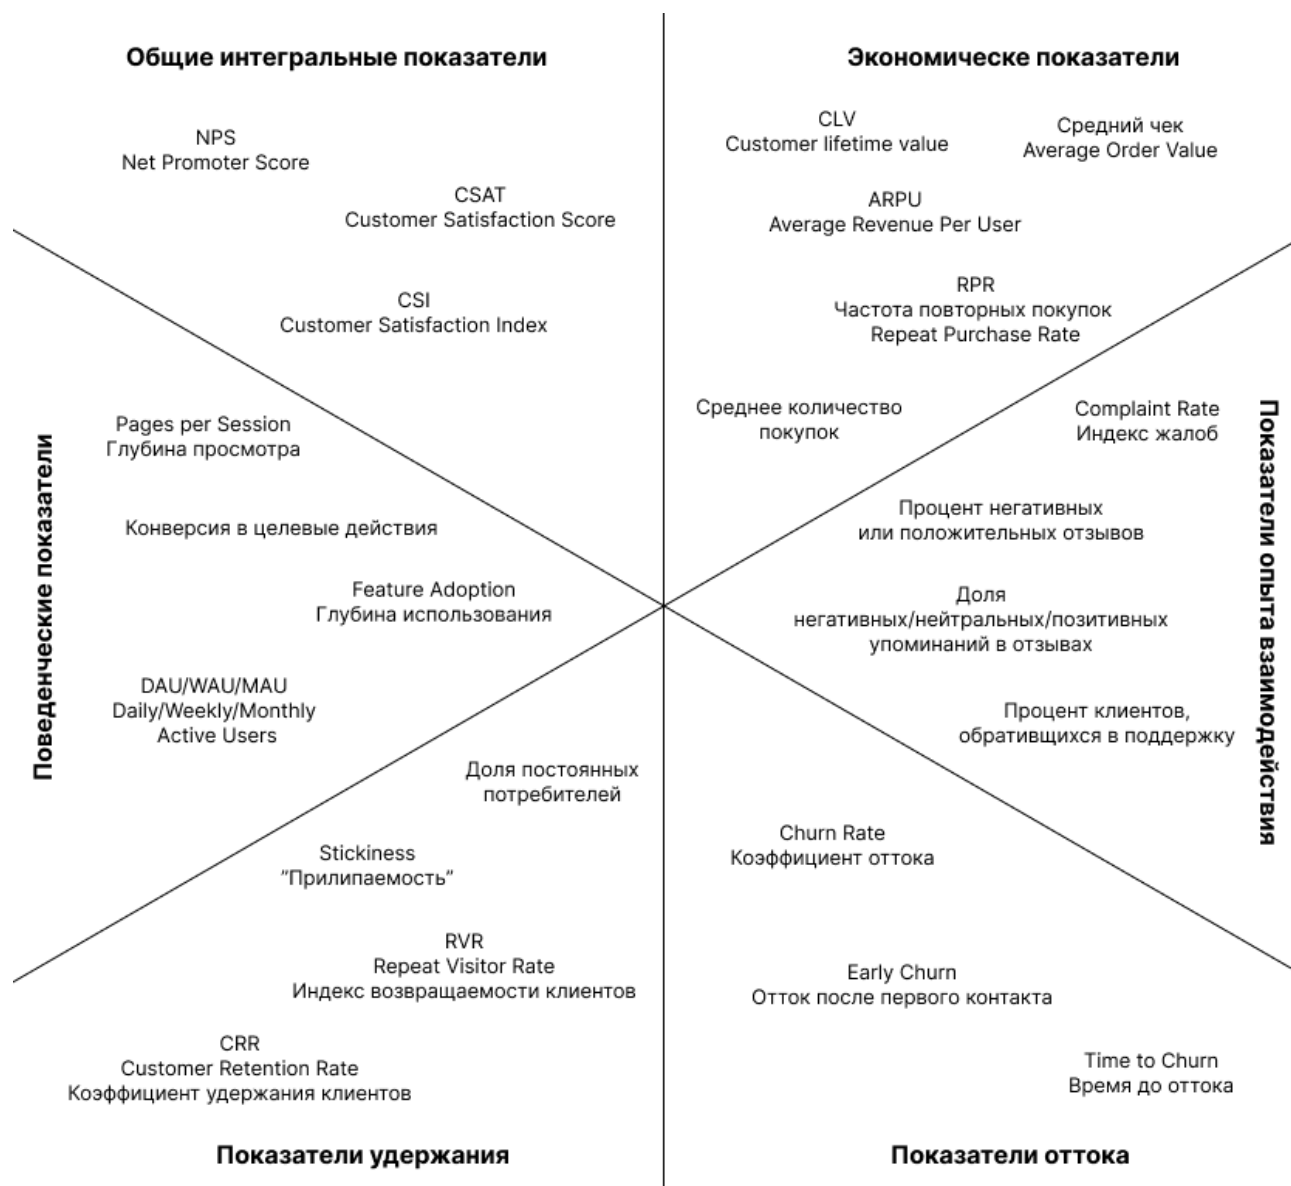 Общие интегральные показатели
NPS
Net Promoter Score
CSAT
Customer Satisfaction Score
CSI
Customer Satisfaction Index
Экономическе показатели
CLV
Customer lifetime value
Средний чек
Average Order Value
ARPU
Average Revenue Per User
RPR
Частота повторных покупок
Repeat Purchase Rate
Среднее количество
покупок
Поведенческие показатели
Pages per Session
Глубина просмотра
Конверсия в целевые действия
Feature Adoption
Глубина использования
DAU/WAU/MAU
Daily/Weekly/Monthly
Active Users
Показатели опыта взаимодействия
Complaint Rate
Индекс жалоб
Процент негативных
или положительных отзывов
Доля
негативных/нейтральных/позитивных
упоминаний в отзывах
Процент клиентов,
обратившихся в поддержку
Доля постоянных
потребителей
Stickiness
”Прилипаемость”
RVR
Repeat Visitor Rate
Индекс возвращаемости клиентов
CRR
Customer Retention Rate
Коэффициент удержания клиентов
Показатели удержания
Churn Rate
Коэффициент оттока
Early Churn
Отток после первого контакта
Time to Churn
Время до оттока
Показатели оттока